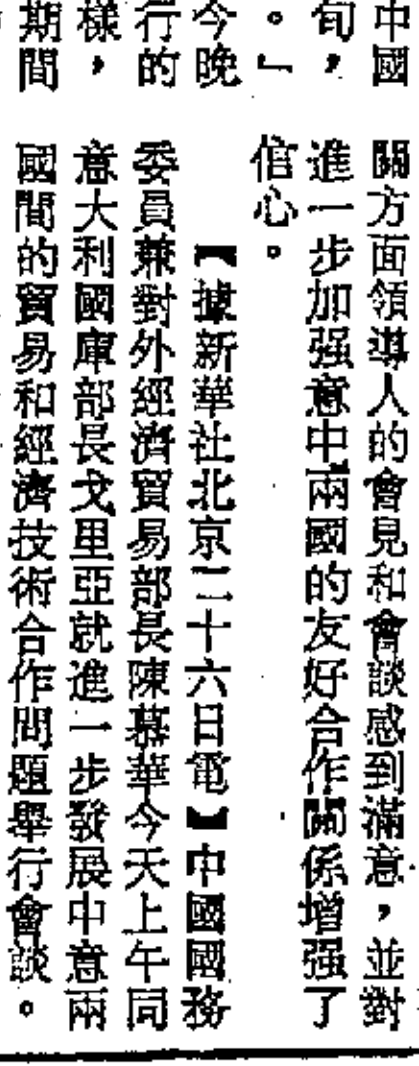 中國
旬，
。」
今晚
行的
樣，
期間
關方面領導人的會見和會談感到滿意，並對
進一步加强意中兩國的友好合作關係增强了
信心。
【據新華社北京二十六日電】中國國務
委員兼對外經濟貿易部長陳慕華今天上午同
意大利國庫部長戈里亞就進一步發展中意兩
國間的貿易和經濟技術合作問題舉行會談。